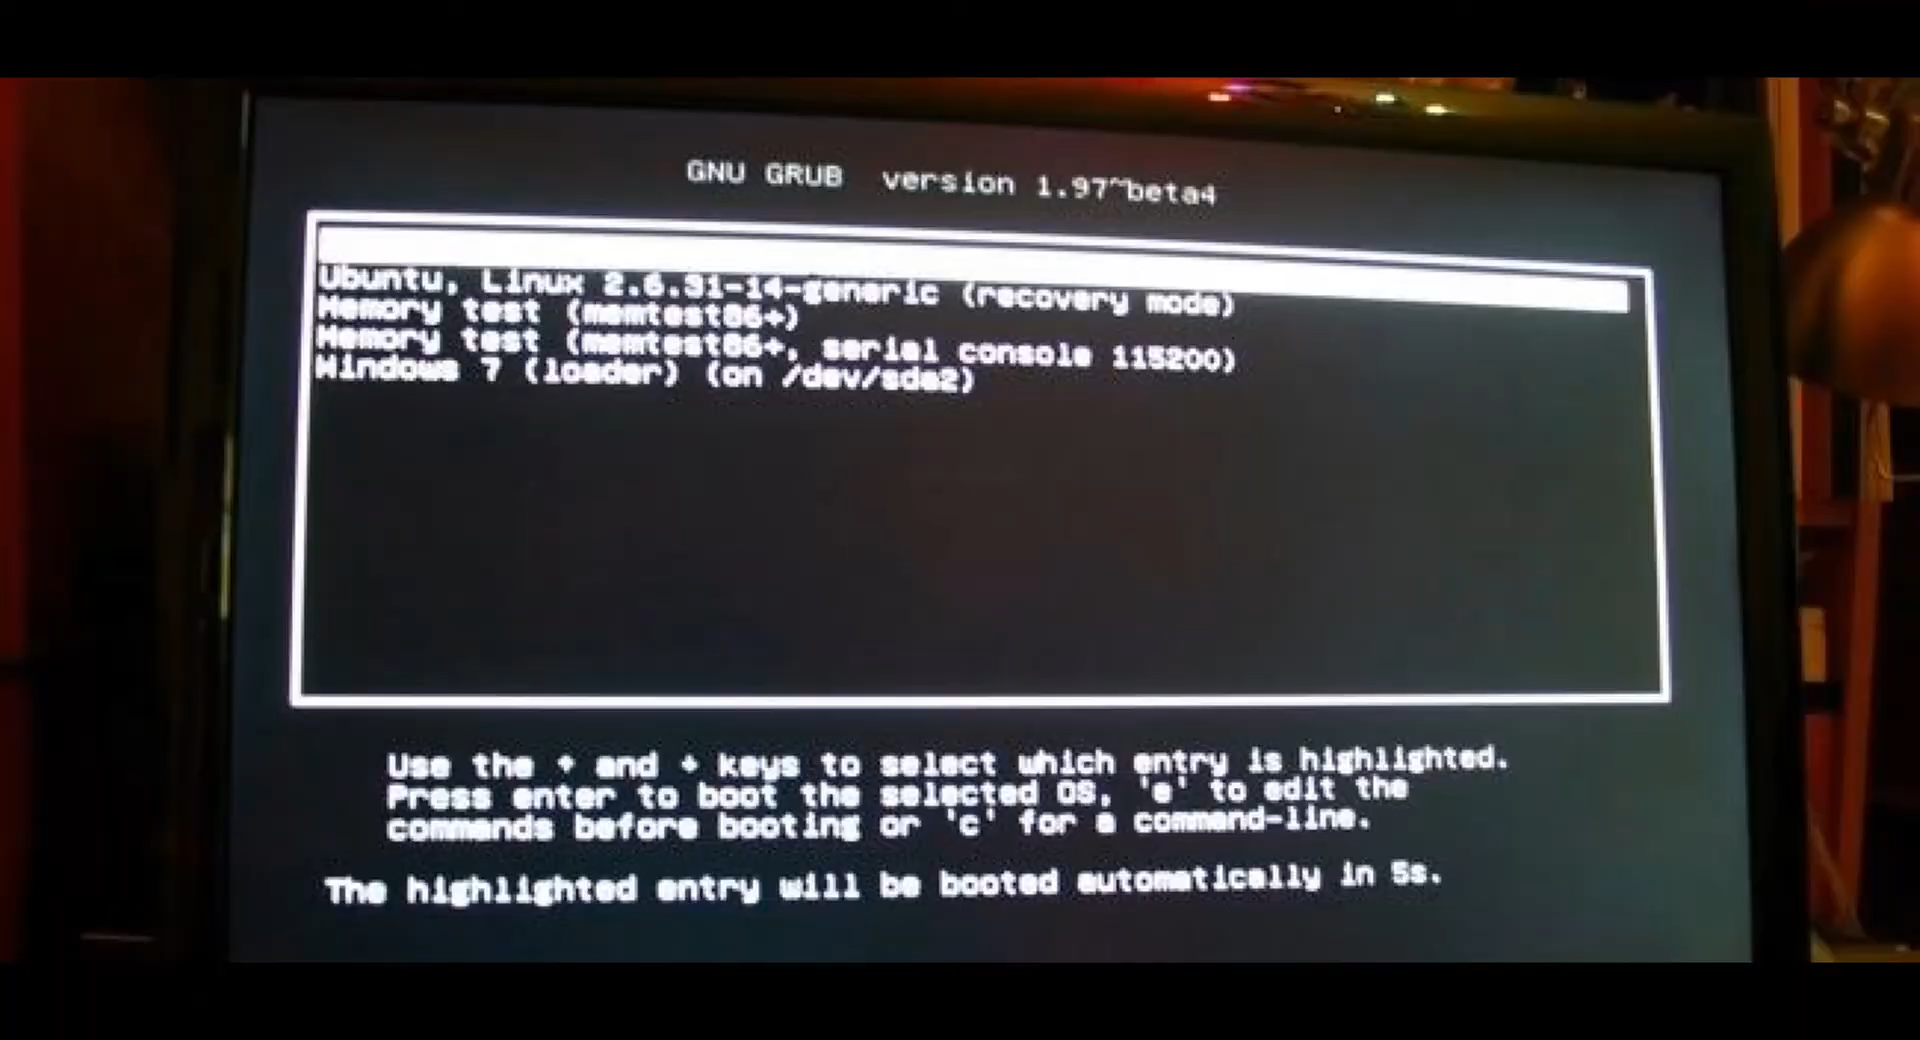 GNU GRUB version 1.97~beta4
Ubuntu, Linux 2.6.31-14-generic (recovery mode)
Memory test (memtest86+)
Memory test (memtest86+, serial console 115200)
Windows 7 (loader) (on /dev/sda2)
Use the ↑ and ↓ keys to select which entry is highlighted.
Press enter to boot the selected OS, 'e' to edit the
commands before booting or 'c' for a command-line.
The highlighted entry will be booted automatically in 5s.